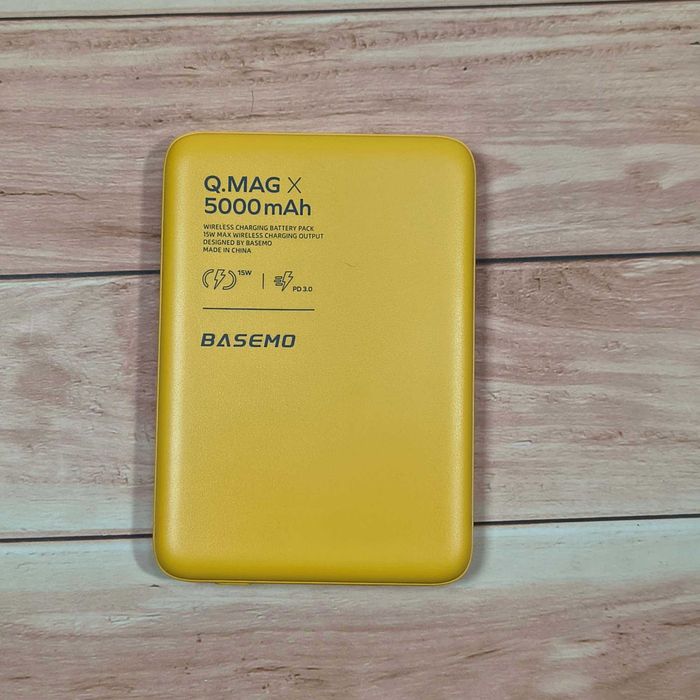 Q.MAG X
5000mAh
WIRELESS CHARGING BATTERY PACK
15W MAX WIRELESS CHARGING OUTPUT
DESIGNED BY BASEMO
MADE IN CHINA
15W | PD 3.0
BASEMO